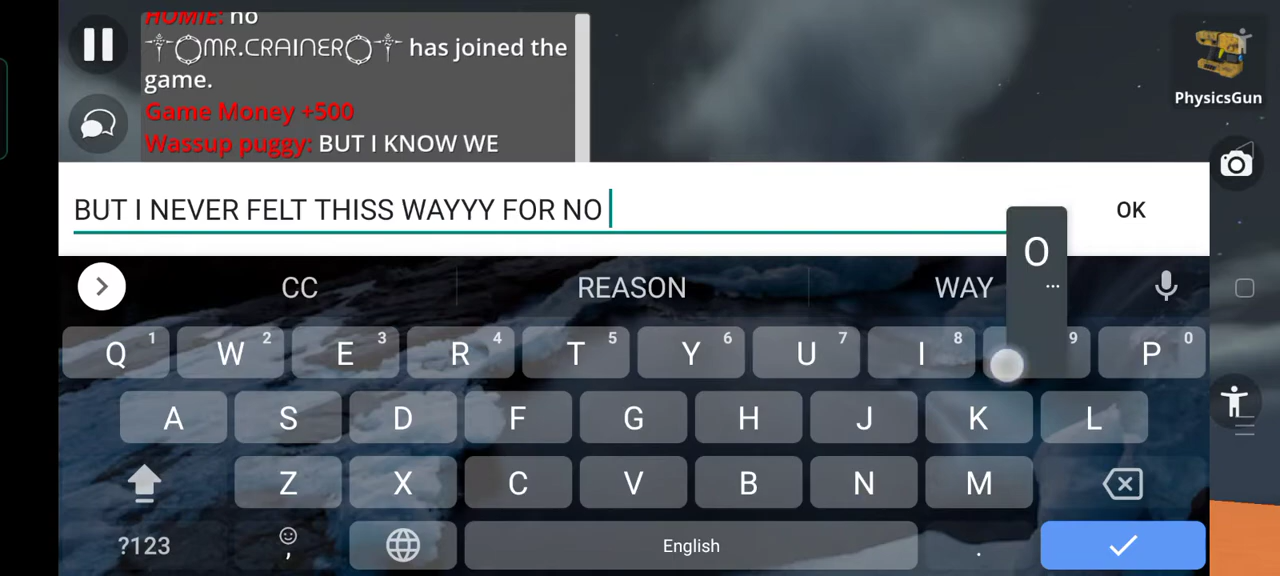 HOMIE: no
MR.CRAINER has joined the
game.
Game Money +500
Wassup puggy: BUT I KNOW WE
PhysicsGun
BUT I NEVER FELT THISS WAYYY FOR NO
OK
O
...
CC REASON WAY
Q 1 W 2 E 3 R 4 T 5 Y 6 U 7 I 8 9 P 0
A S D F G H J K L
Z X C V B N M
?123 , English .